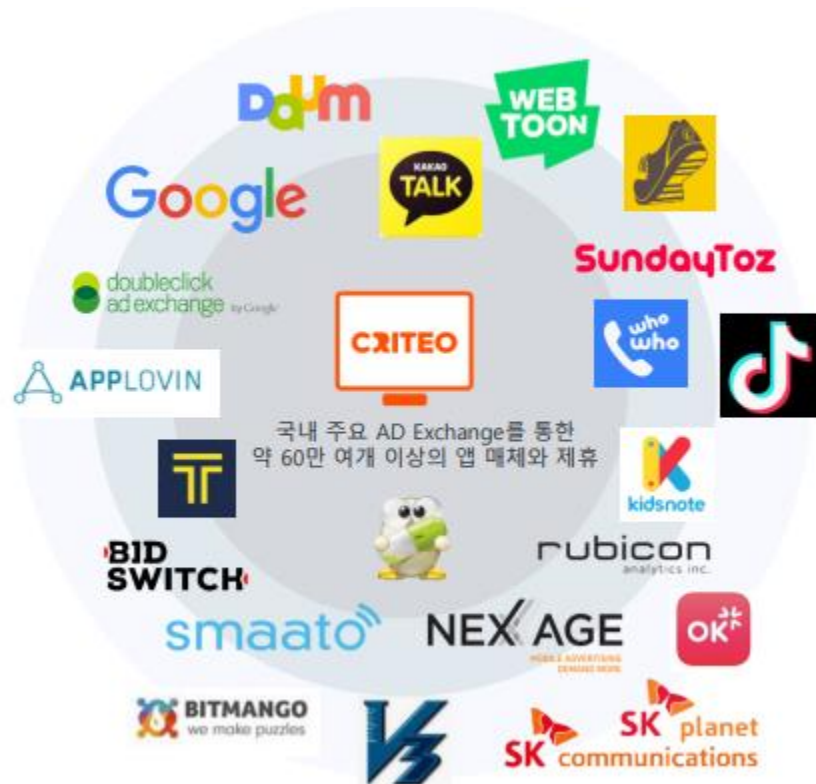 Daum
WEB
TOON
KAKAO
TALK
Google
SundayToz
doubleclick
ad exchange by Google
CRITEO
who
who
APPLOVIN
국내 주요 AD Exchange를 통한
약 60만 여개 이상의 앱 매체와 제휴
kidsnote
BID
SWITCH
rubicon
analytics inc.
smaato
NEXAGE
MOBILE ADVERTISING
DEMAND MORE
OK
BITMANGO
we make puzzles
V3
SK planet
SK communications